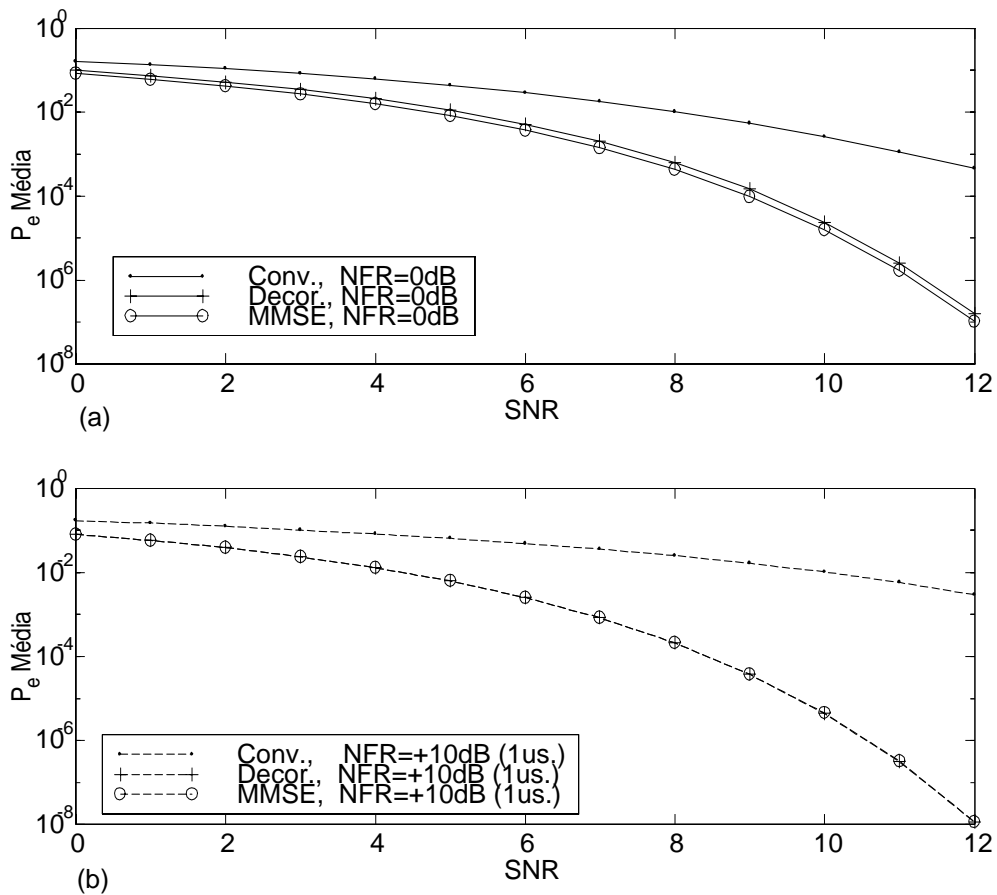 10^0
10^-2
10^-4
10^-6
10^-8
P_e Média
Conv., NFR=0dB
Decor., NFR=0dB
MMSE, NFR=0dB
0 2 4 6 8 10 12
SNR
(a)
10^0
10^-2
10^-4
10^-6
10^-8
P_e Média
Conv., NFR=+10dB (1us.)
Decor., NFR=+10dB (1us.)
MMSE, NFR=+10dB (1us.)
0 2 4 6 8 10 12
SNR
(b)